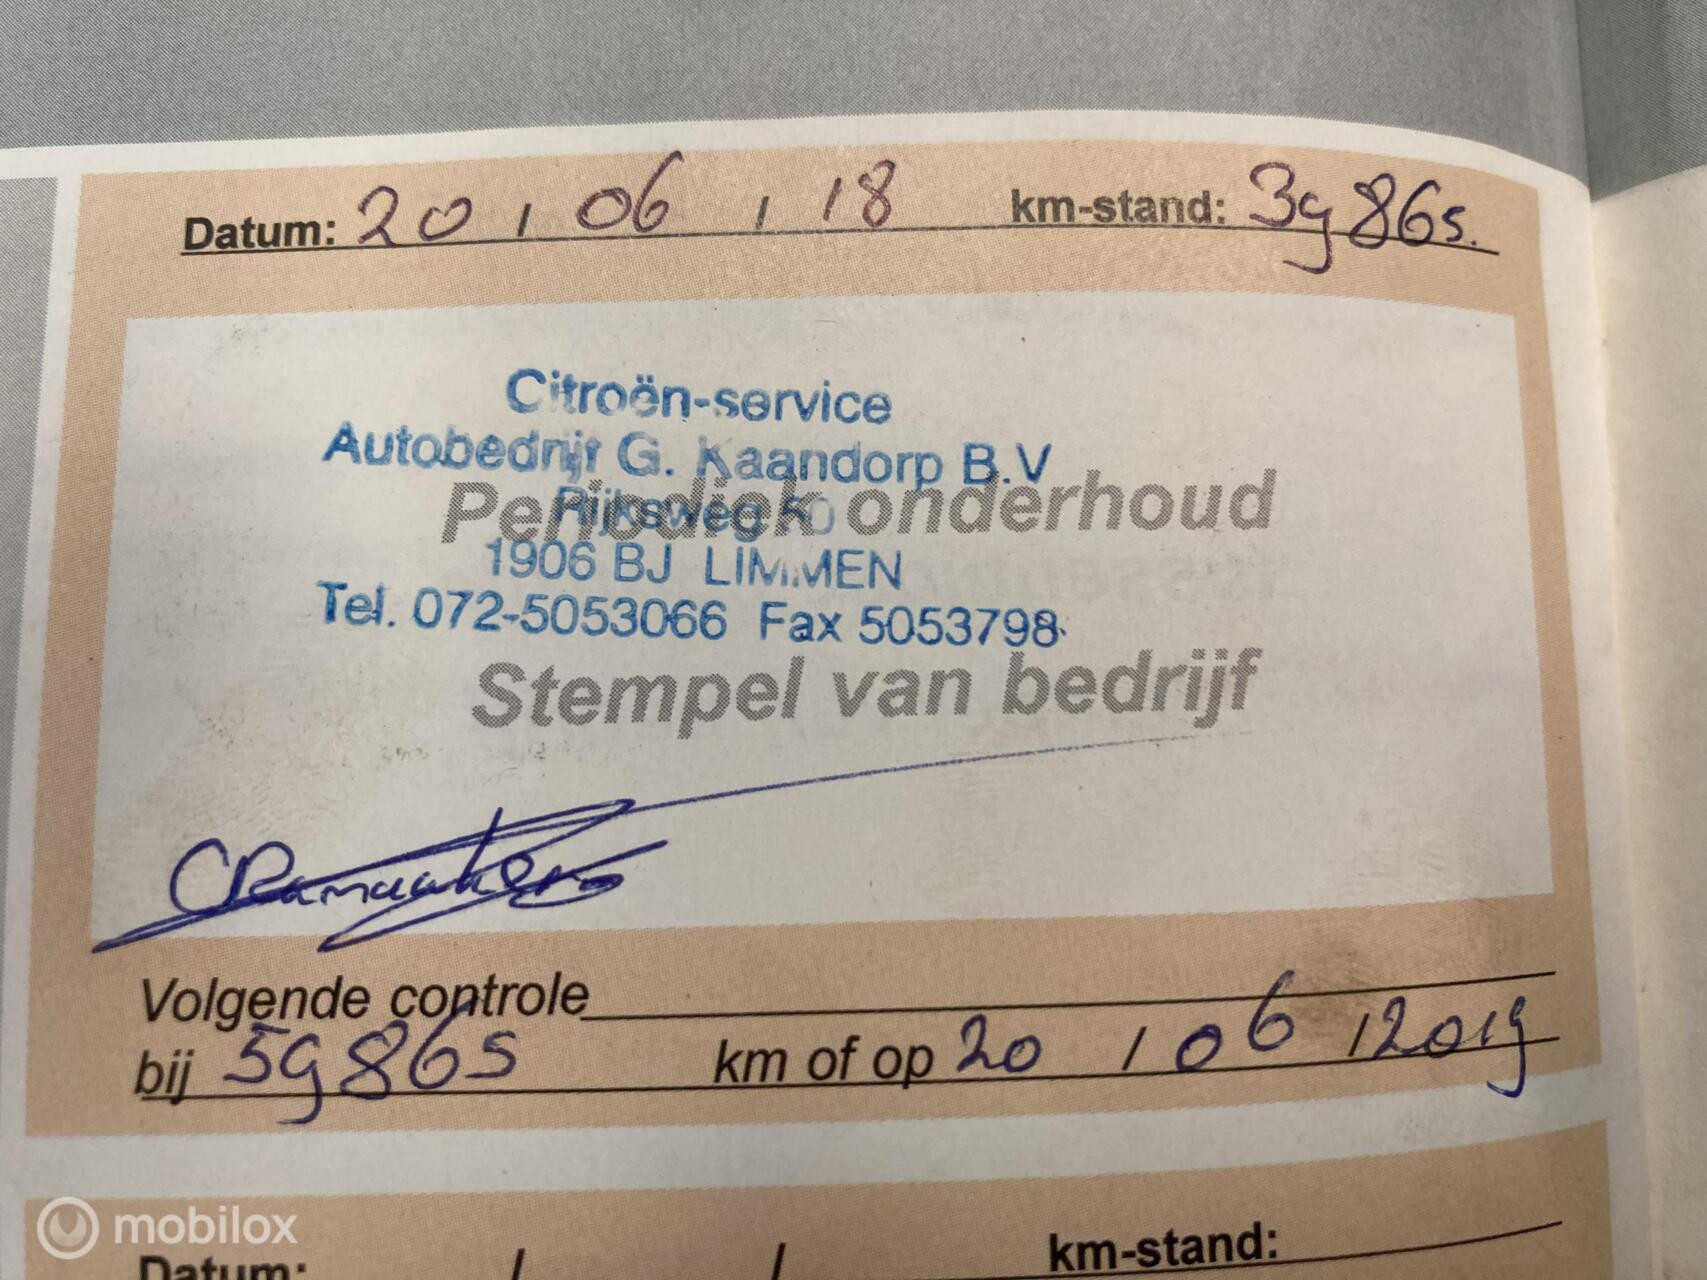 Datum: 20 / 06 / 18 km-stand: 39865.
Citroën-service
Autobedrijf G. Kaandorp B.V
Periodiek onderhoud
Rijksweg
1906 BJ LIMMEN
Tel. 072-5053066 Fax 5053798
Stempel van bedrijf
Volgende controle
bij 59865 km of op 20 / 06 / 2019
mobilox
Datum: / / km-stand: